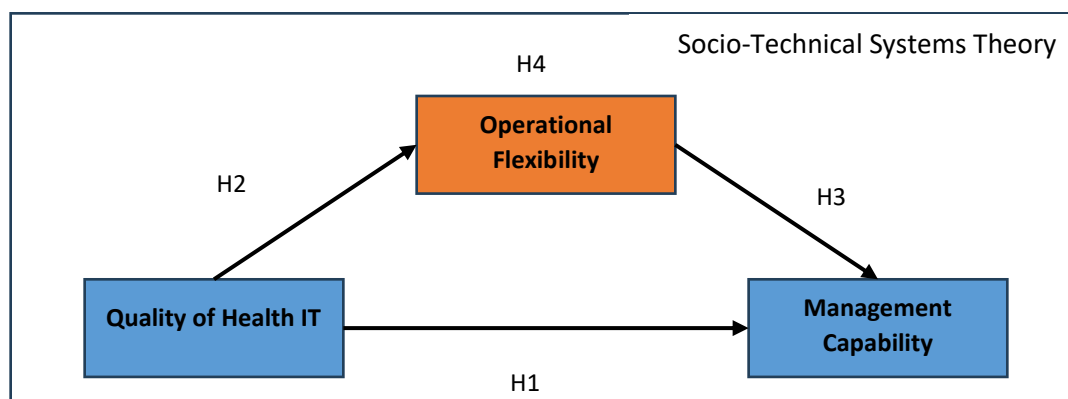 Socio-Technical Systems Theory
H4
Operational
Flexibility
H2
H3
Quality of Health IT
Management
Capability
H1